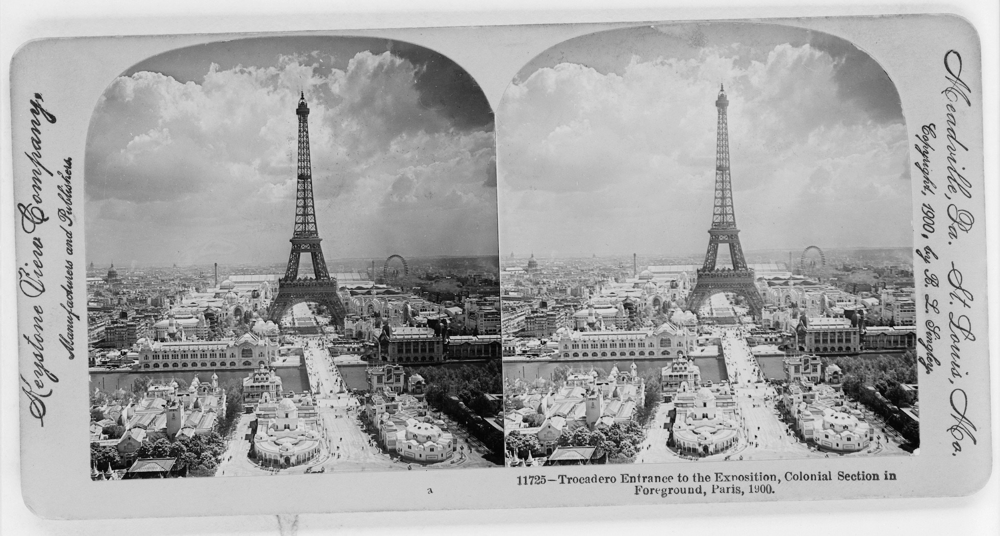 Keystone View Company,
Manufacturers and Publishers.
Meadville, Pa. St. Louis, Mo.
Copyright, 1900, by B. L. Singley.
11725—Trocadero Entrance to the Exposition, Colonial Section in
Foreground, Paris, 1900.
a